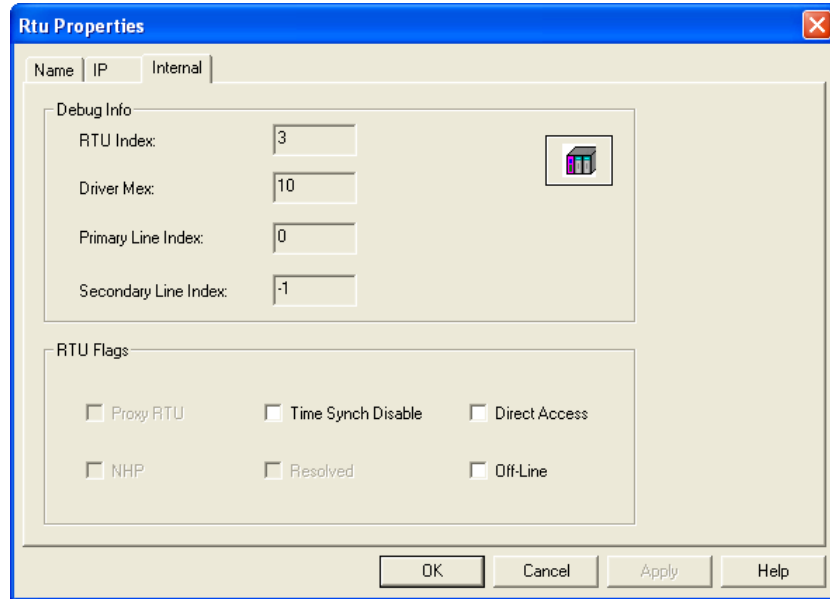 Rtu Properties
Name IP Internal
Debug Info
RTU Index: 3
Driver Mex: 10
Primary Line Index: 0
Secondary Line Index: -1
RTU Flags
Proxy RTU Time Synch Disable Direct Access
NHP Resolved Off-Line
OK Cancel Apply Help